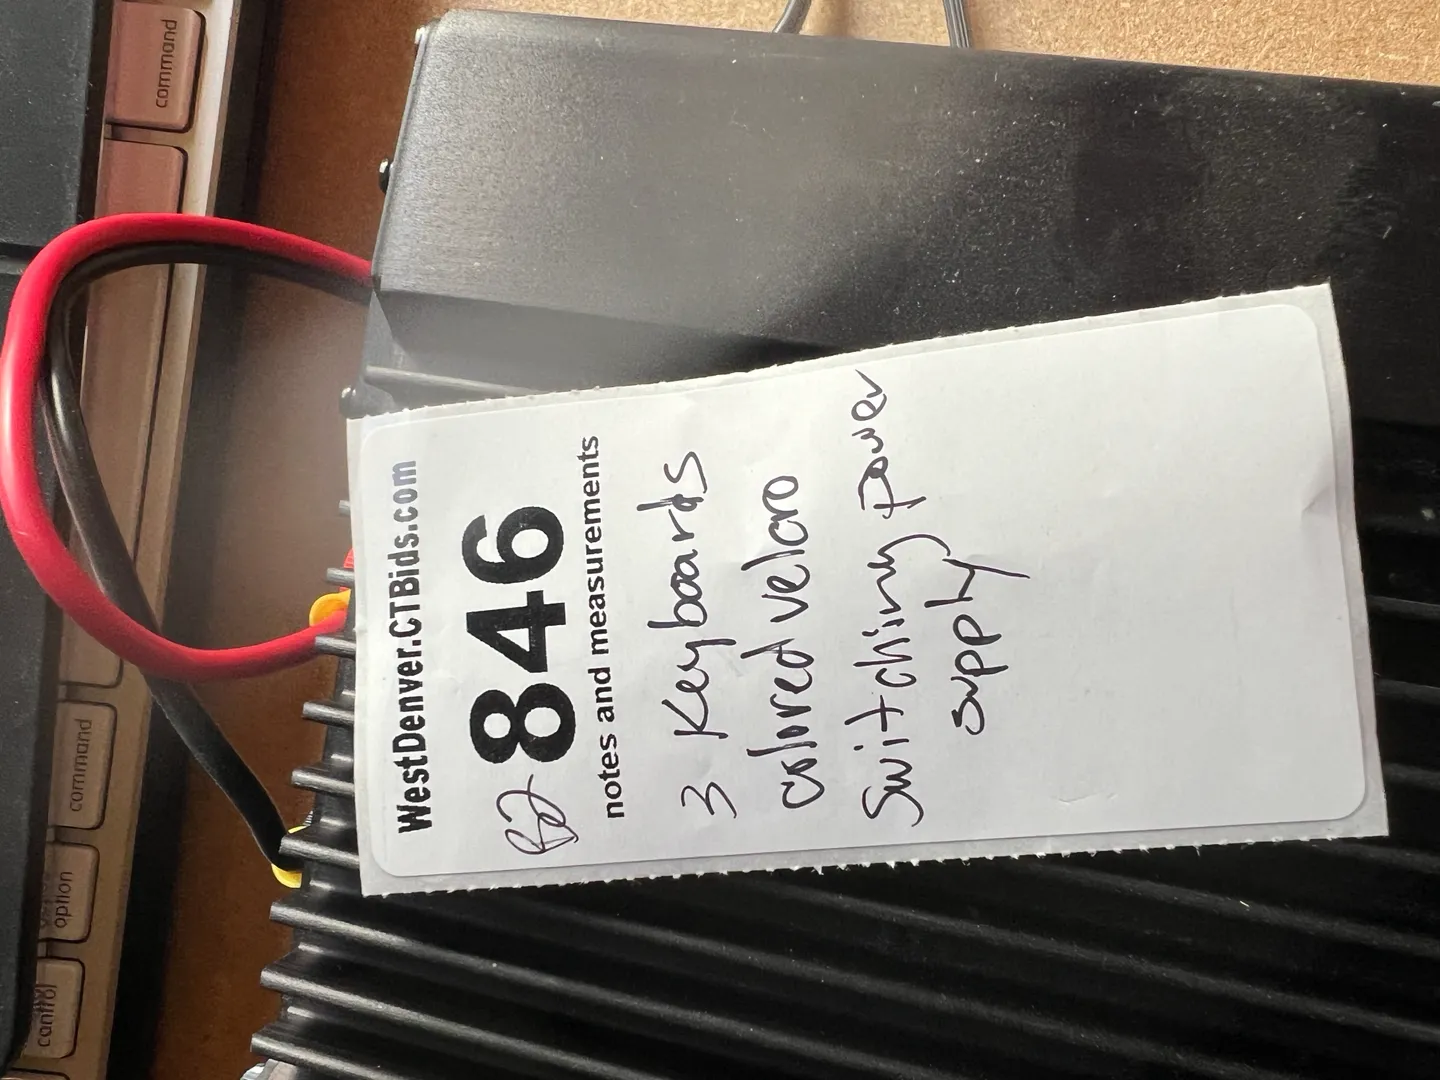 WestDenver.CTBids.com
846
notes and measurements
3 Keyboards
colored velcro
Switching power
supply
command
command
option
control